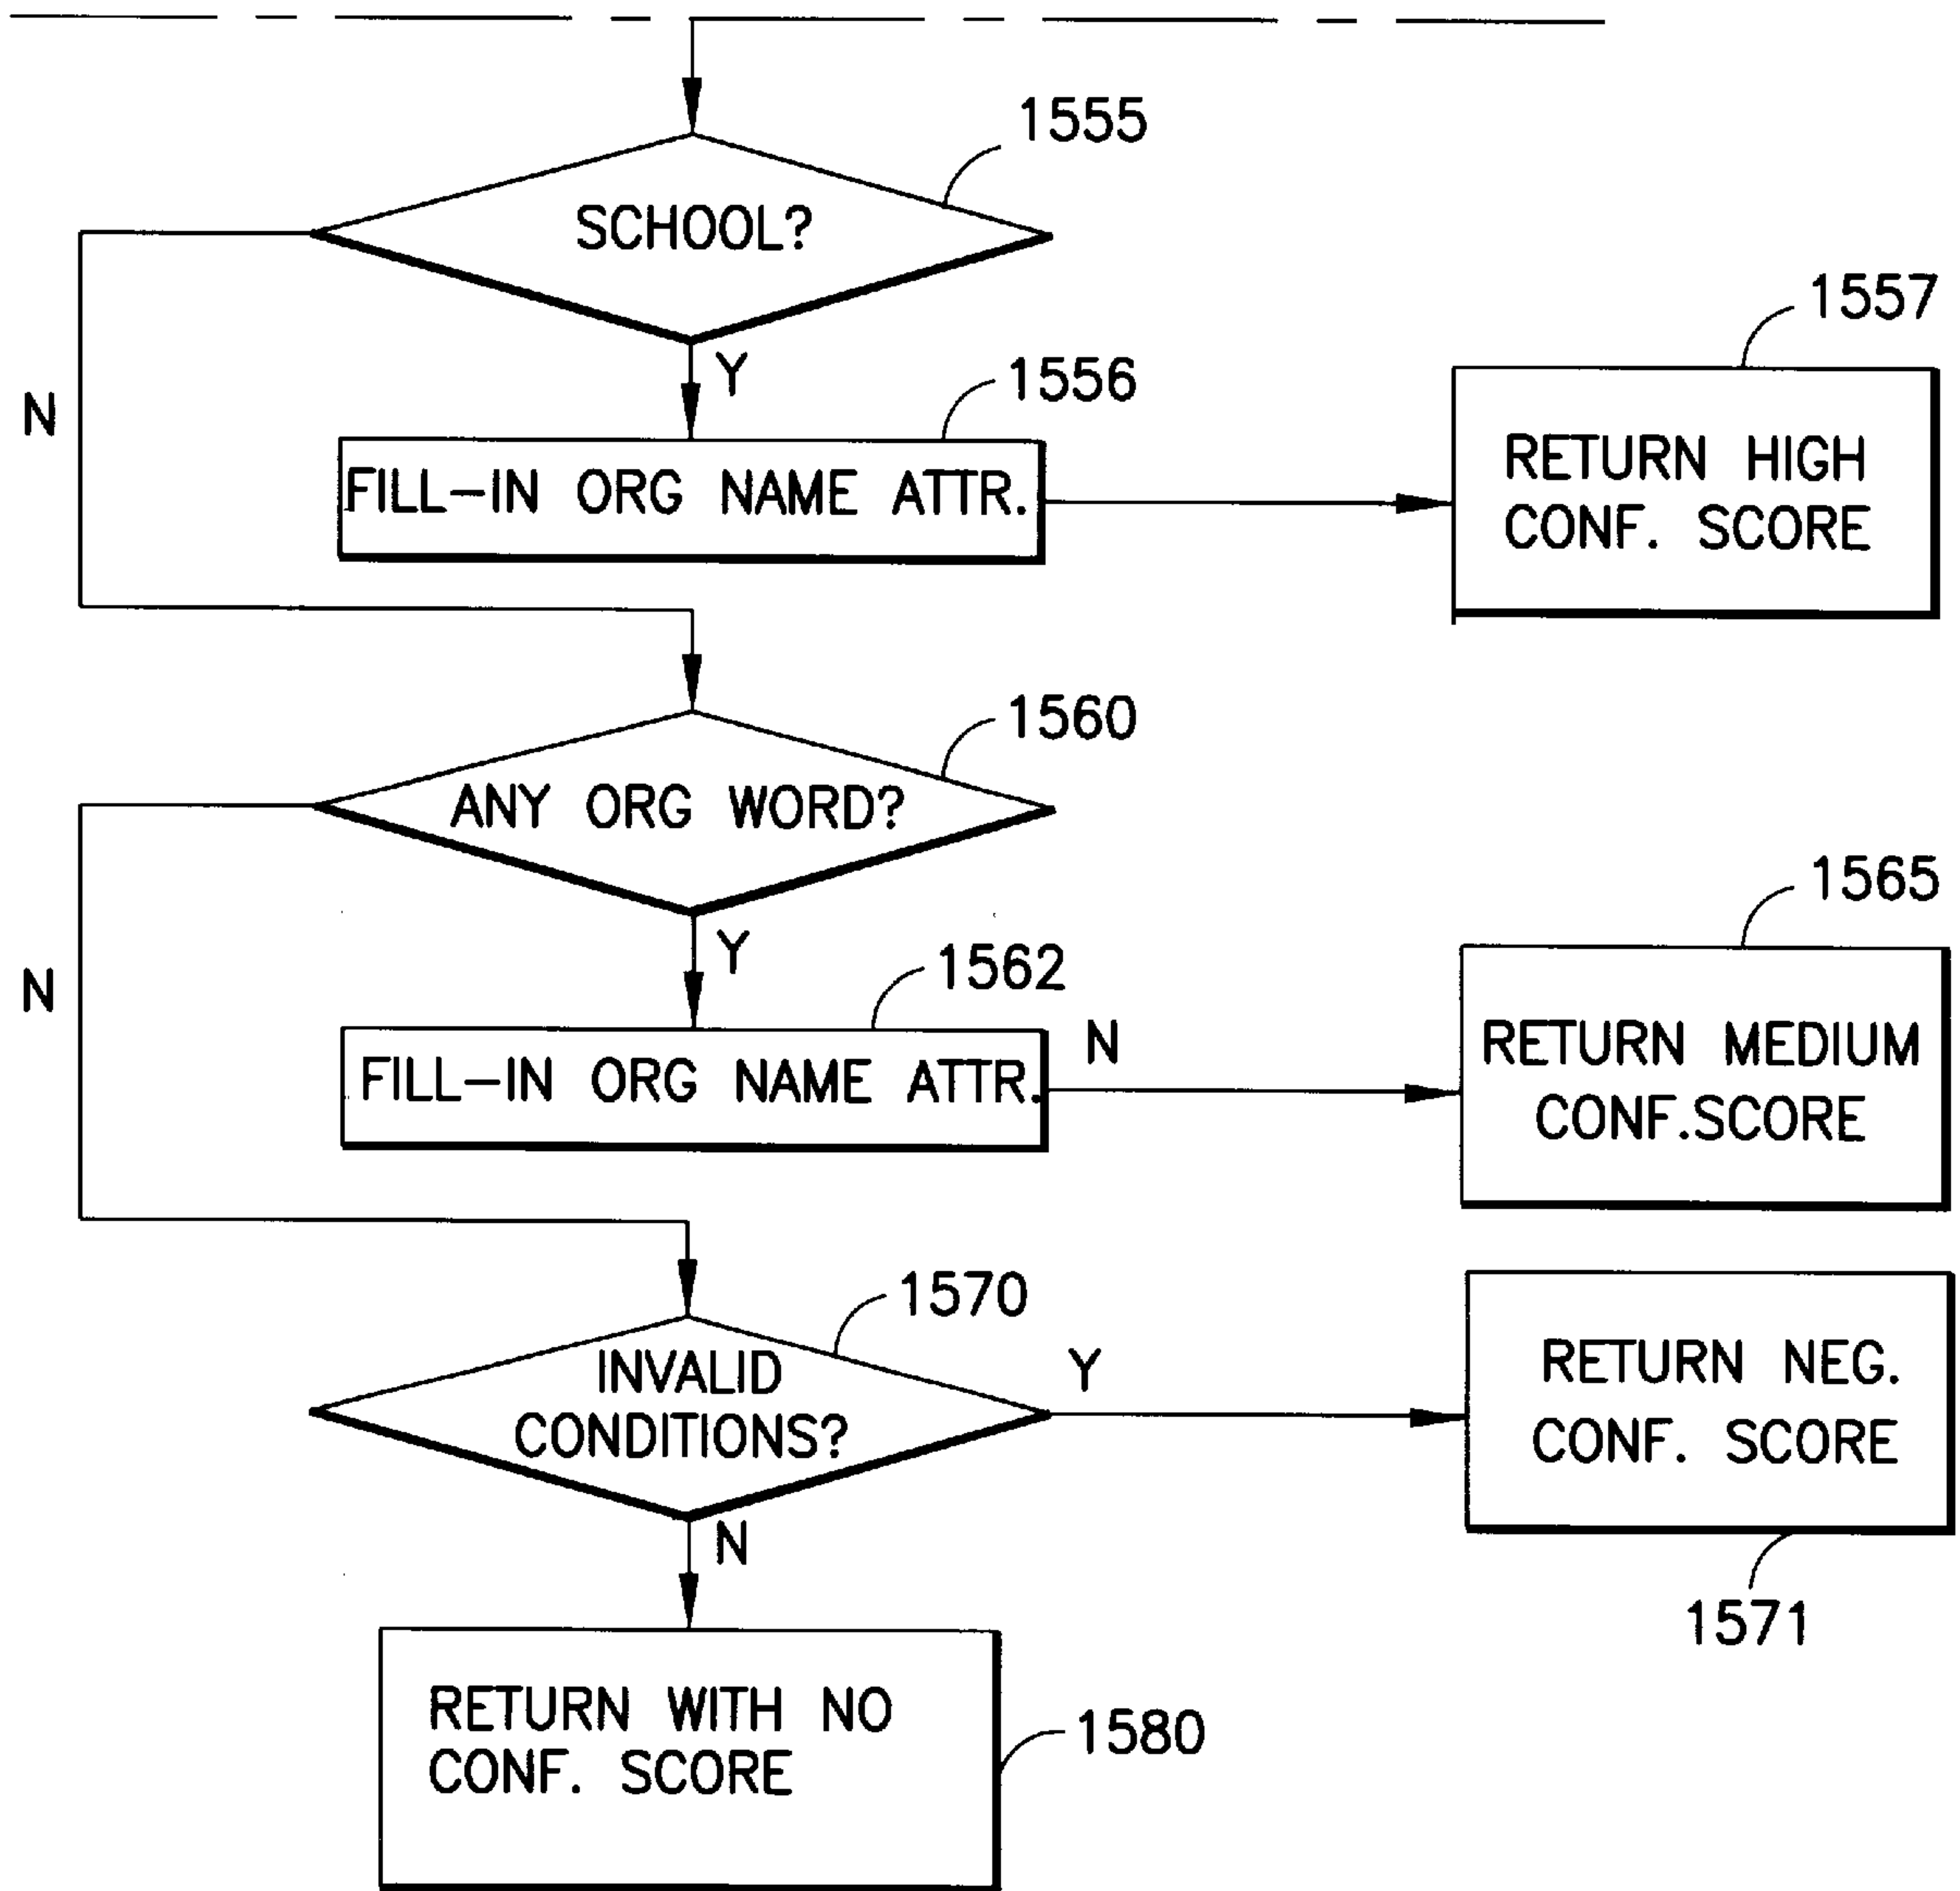 1555
SCHOOL?
1557
Y
1556
N
RETURN HIGH
CONF. SCORE
FILL-IN ORG NAME ATTR.
1560
ANY ORG WORD?
1565
Y
1562
N
N
RETURN MEDIUM
CONF.SCORE
FILL-IN ORG NAME ATTR.
1570
INVALID
CONDITIONS?
Y
RETURN NEG.
CONF. SCORE
N
1571
RETURN WITH NO
CONF. SCORE
1580